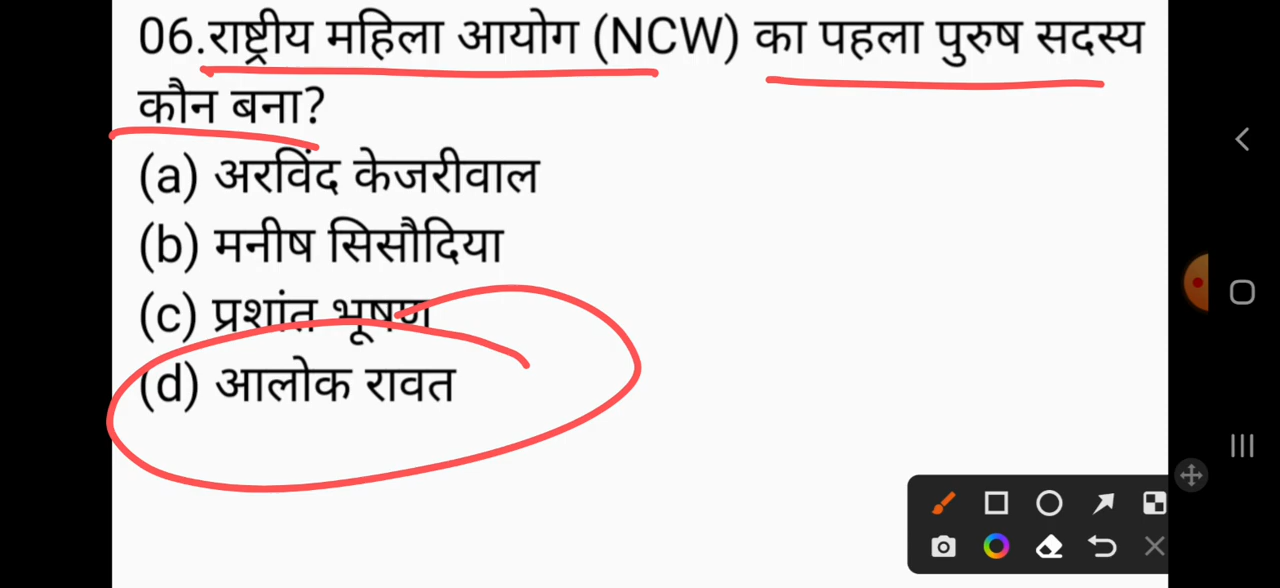 06.राष्ट्रीय महिला आयोग (NCW) का पहला पुरुष सदस्य
कौन बना?
(a) अरविंद केजरीवाल
(b) मनीष सिसौदिया
(c) प्रशांत भूषण
(d) आलोक रावत